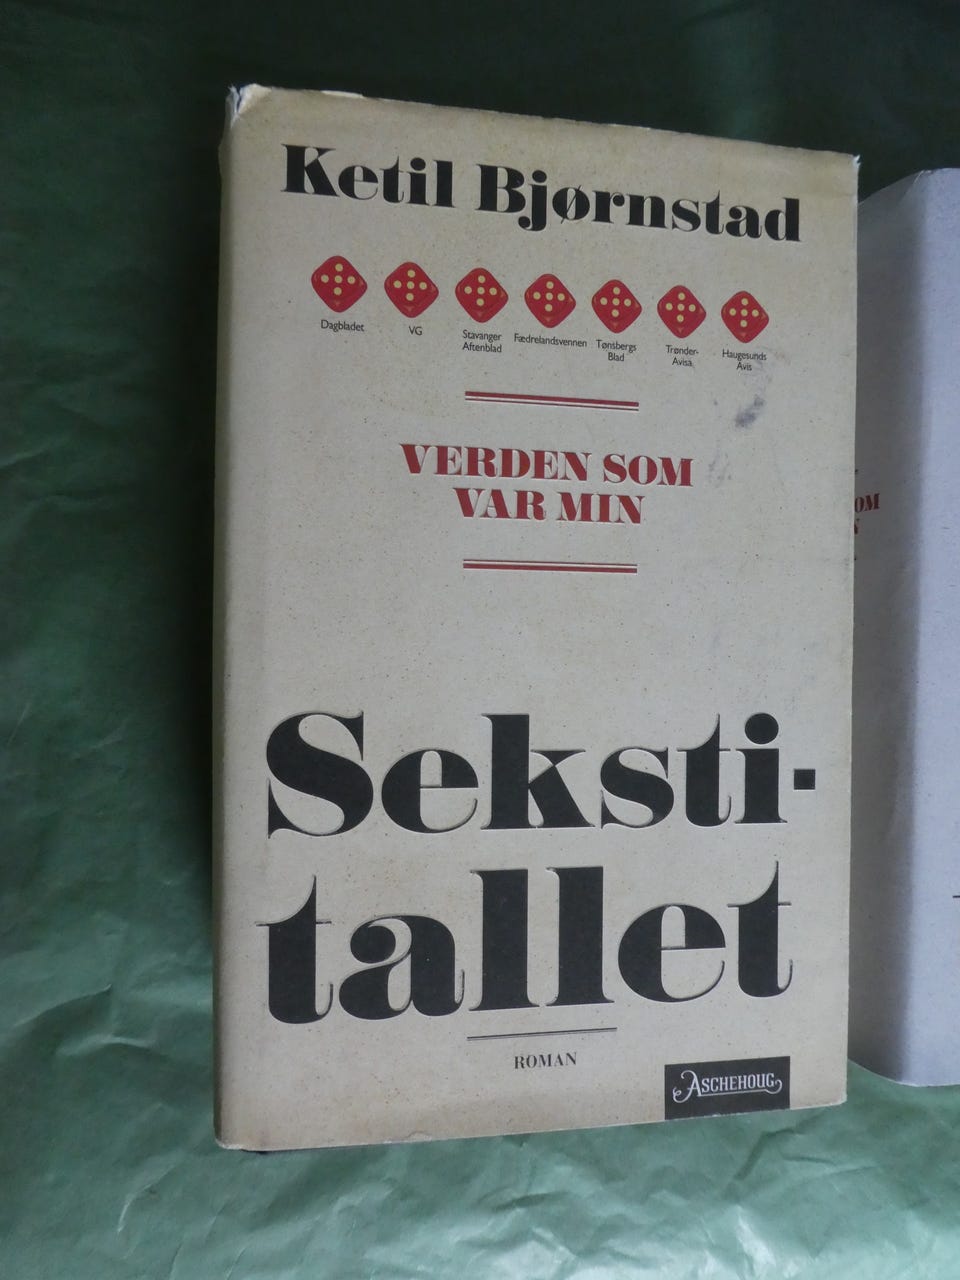 Ketil Bjørnstad
Dagbladet
VG
Stavanger
Aftenblad
Fædrelandsvennen
Tønsbergs
Blad
Trønder-
Avisa
Haugesunds
Avis
VERDEN SOM
VAR MIN
Seksti-
tallet
ROMAN
ASCHEHOUG
OM